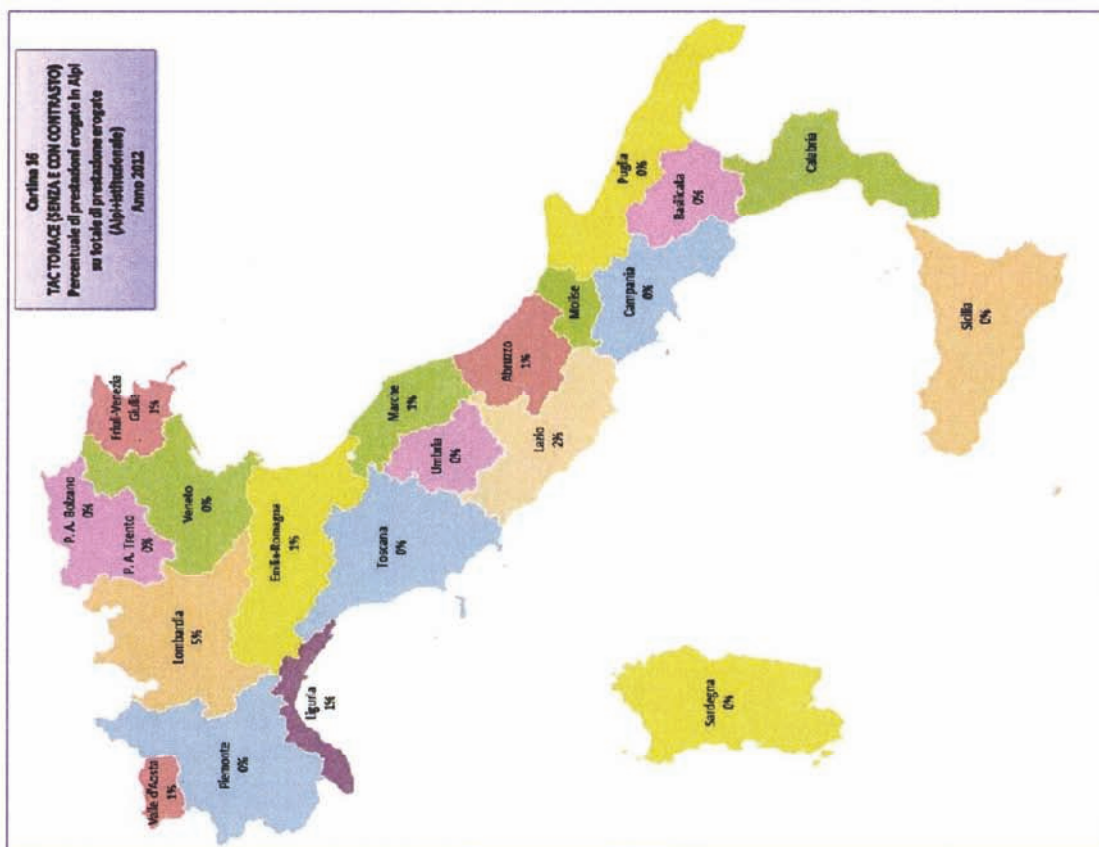 Cartina 16
TAC TORACE (SENZA E CON CONTRASTO)
Percentuale di prestazioni erogate in Alpi
su totale di prestazione erogate
(Alpi+Istituzionale)
Anno 2012
P. A. Bolzano
0%
P. A. Trento
0%
Friuli-Venezia
Giulia
1%
Valle d'Aosta
1%
Lombardia
5%
Veneto
0%
Piemonte
0%
Emilia-Romagna
1%
Liguria
1%
Toscana
0%
Marche
Umbria
0%
Abruzzo
1%
Lazio
2%
Molise
Campania
0%
Puglia
0%
Basilicata
0%
Calabria
Sicilia
0%
Sardegna
0%